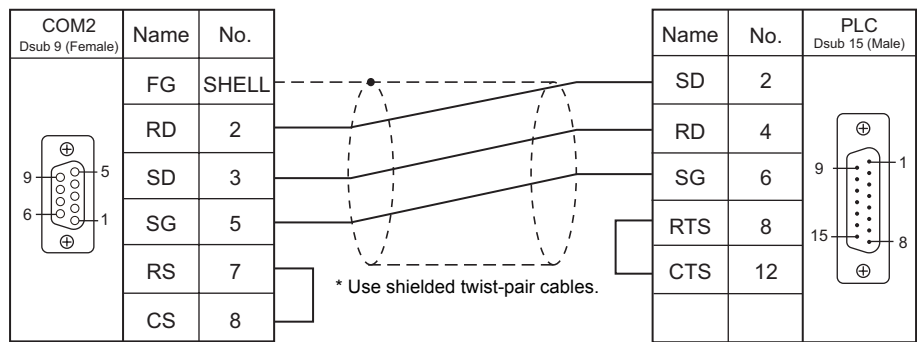 COM2
Dsub 9 (Female)
Name No.
FG SHELL
RD 2
SD 3
SG 5
RS 7
CS 8
9
5
6
1
* Use shielded twist-pair cables.
Name No.
PLC
Dsub 15 (Male)
SD 2
RD 4
SG 6
RTS 8
CTS 12
9
1
15
8